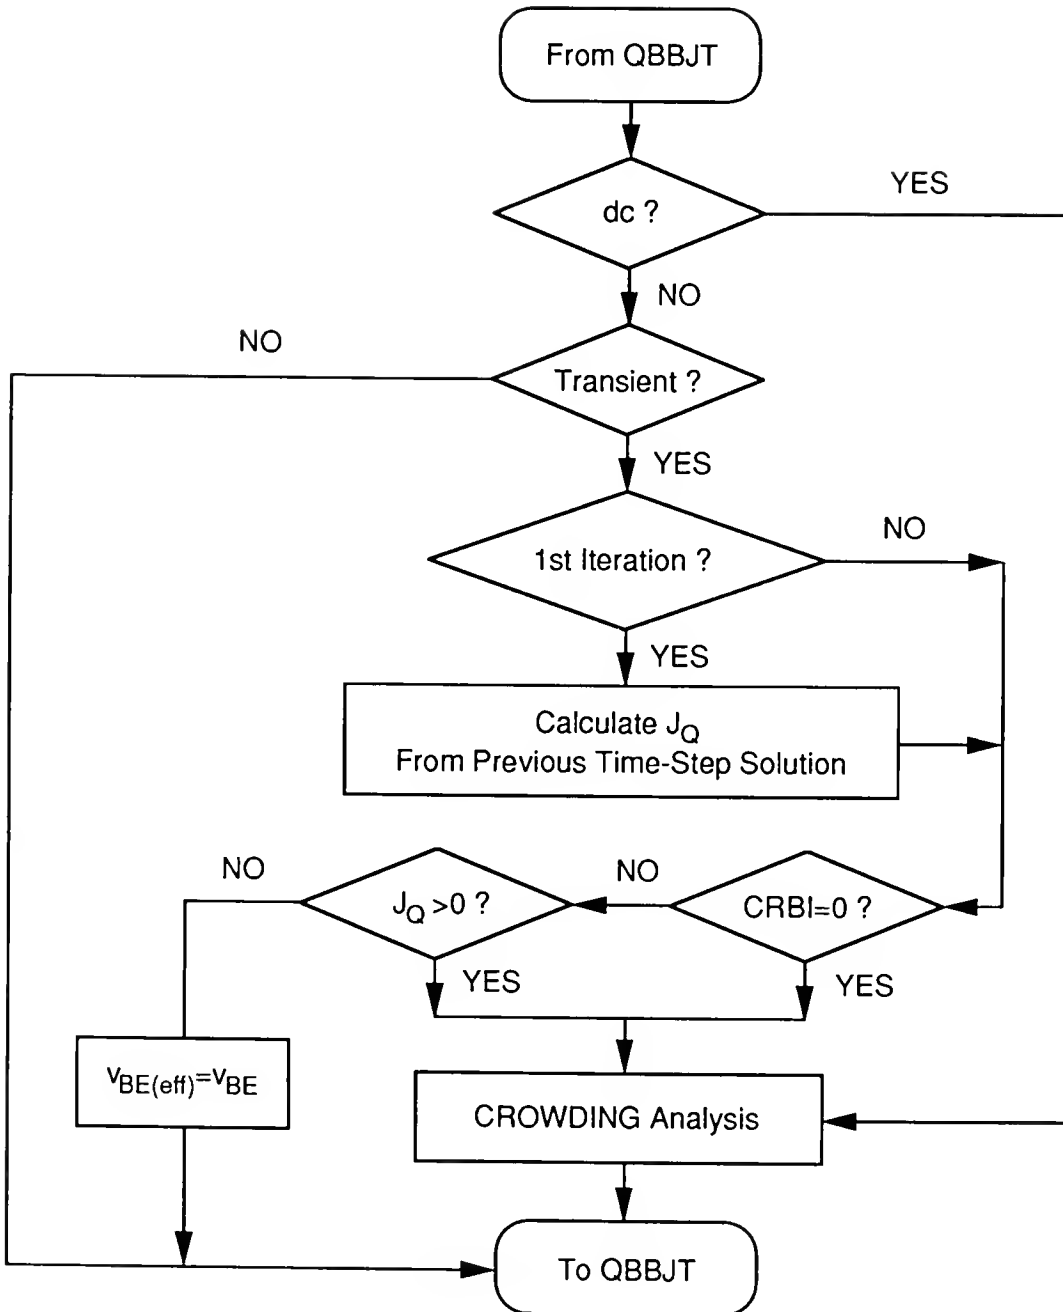 From QBBJT
dc ?
YES
NO
NO
Transient ?
YES
1st Iteration ?
NO
YES
Calculate J_Q
From Previous Time-Step Solution
NO
J_Q >0 ?
NO
CRBI=0 ?
YES
YES
v_BE(eff)=v_BE
CROWDING Analysis
To QBBJT